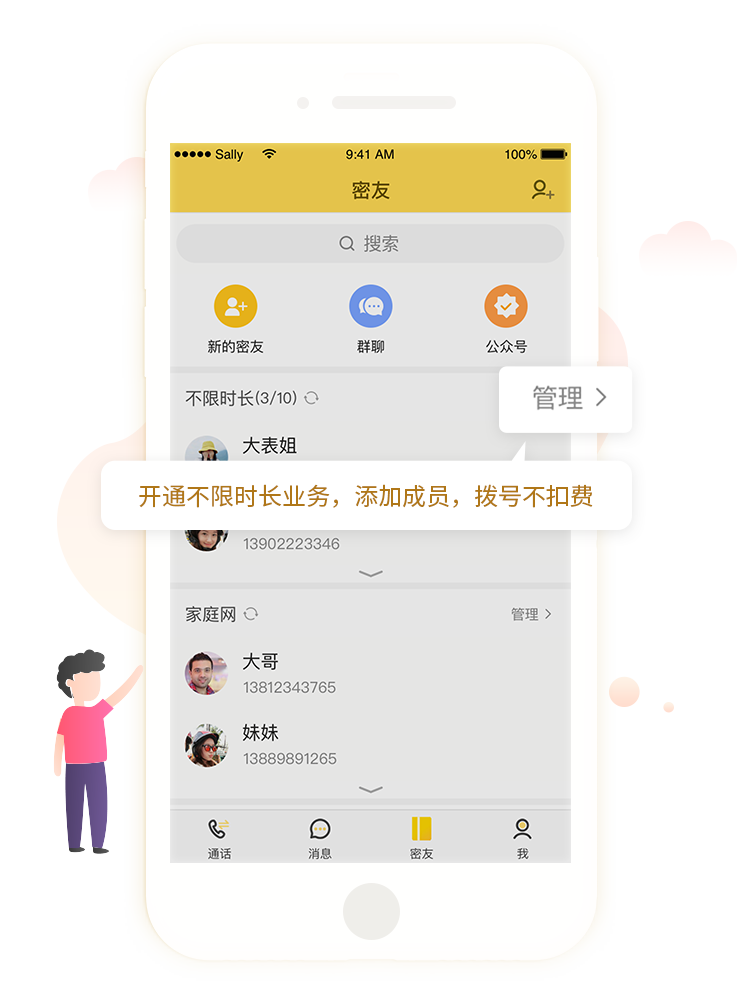 Sally 9:41 AM 100%
密友
搜索
新的密友 群聊 公众号
不限时长(3/10)
管理
大表姐
开通不限时长业务，添加成员，拨号不扣费
13902223346
家庭网 管理
大哥
13812343765
妹妹
13889891265
通话 消息 密友 我